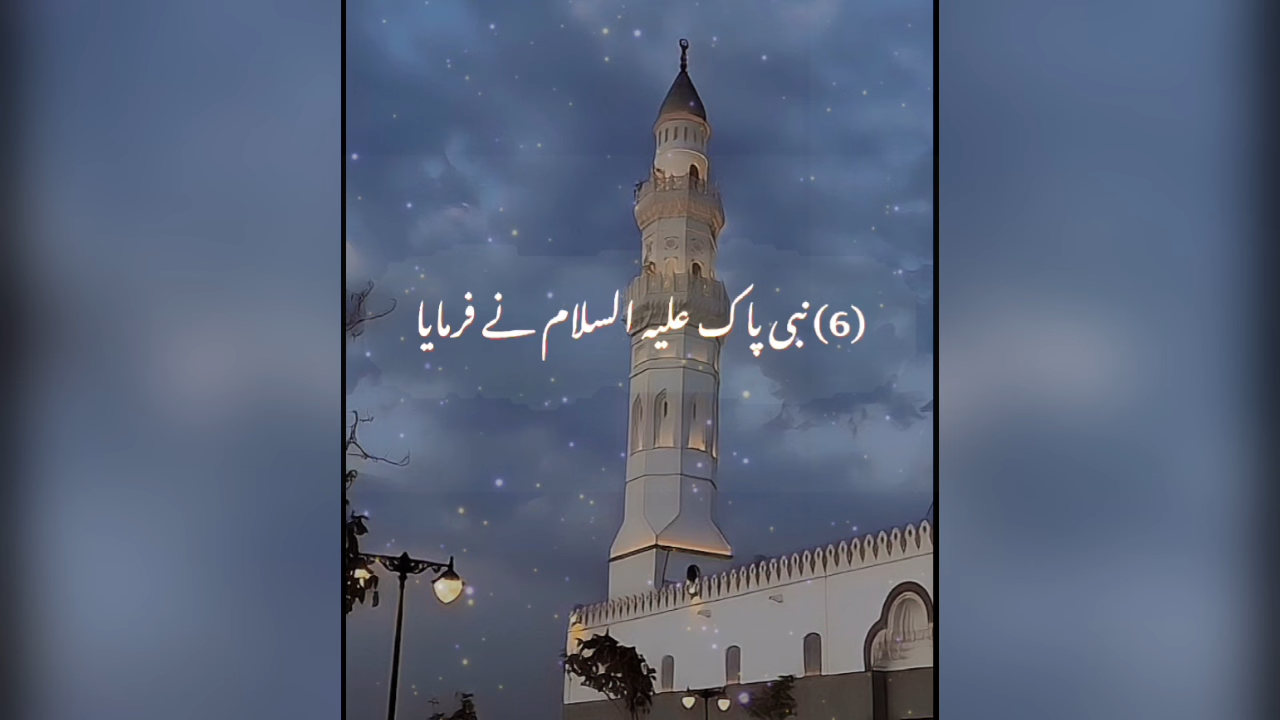 (6) نبی پاک علیہ السلام نے فرمایا